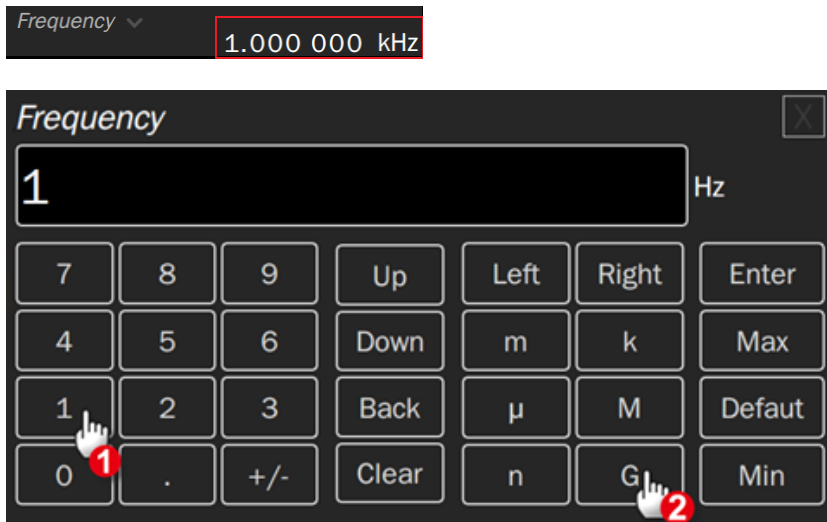 Frequency
1.000 000 kHz
Frequency X
1 Hz
7 8 9 Up Left Right Enter
4 5 6 Down m k Max
1 2 3 Back µ M Defaut
1
0 . +/- Clear n G Min
2